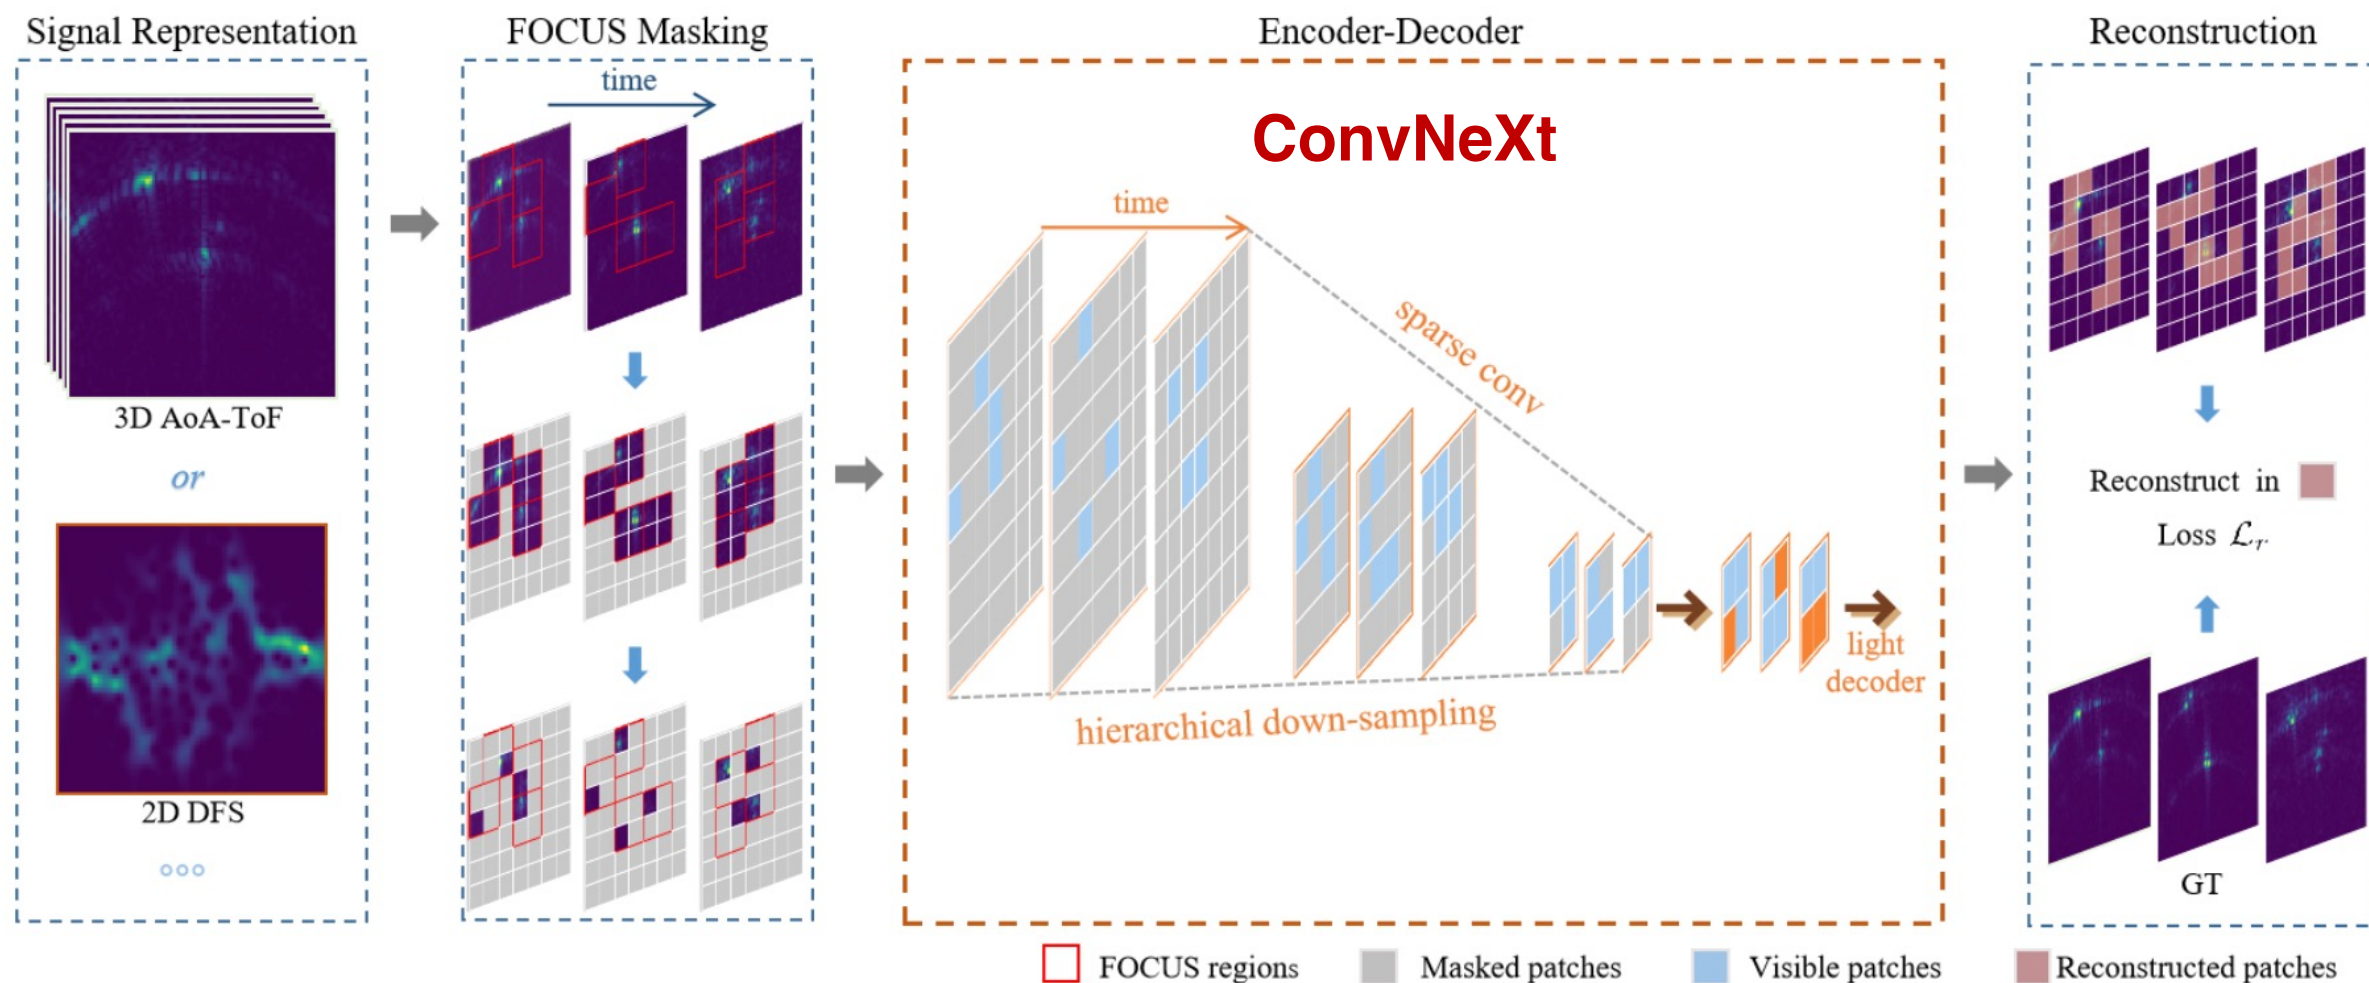 Signal Representation
3D AoA-ToF
or
2D DFS
FOCUS Masking
time
Encoder-Decoder
ConvNeXt
time
sparse conv
hierarchical down-sampling
light
decoder
Reconstruction
Reconstruct in
Loss ℒr
GT
FOCUS regions
Masked patches
Visible patches
Reconstructed patches